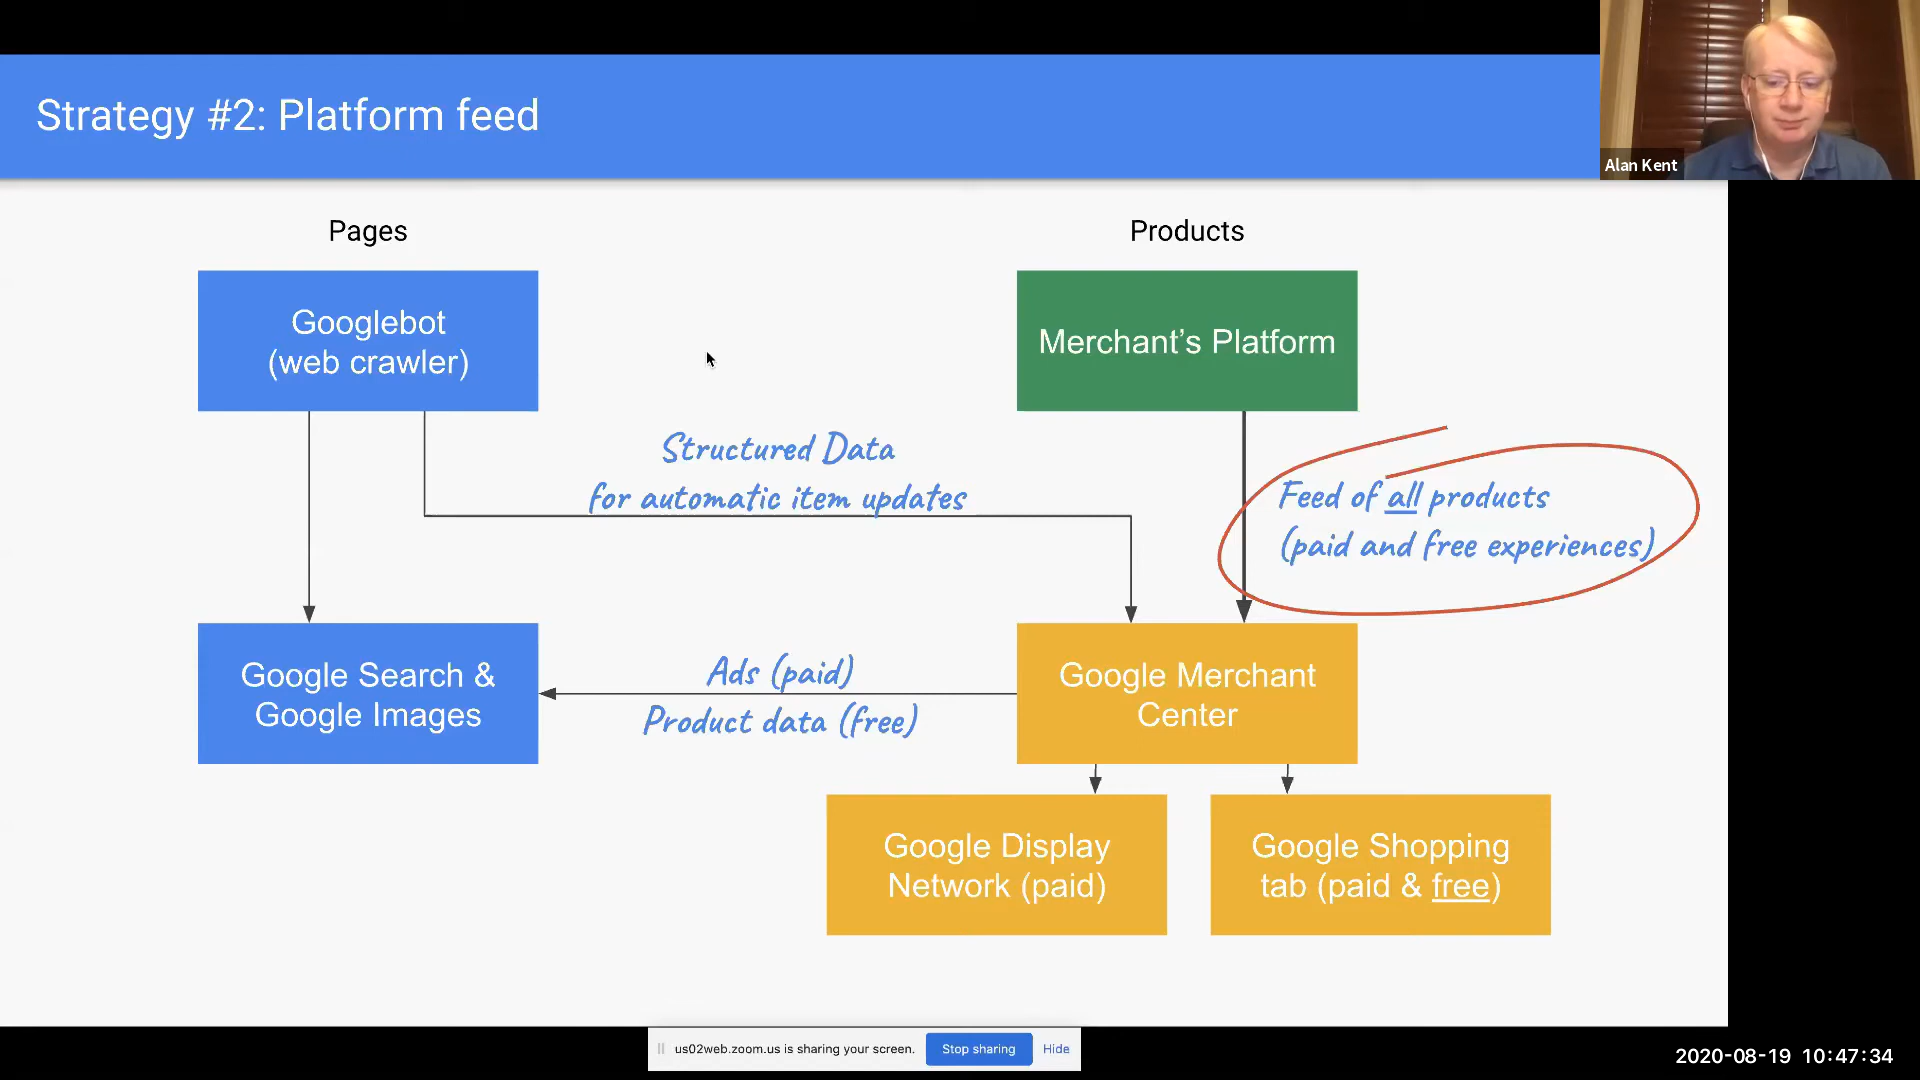 Strategy #2: Platform feed
Alan Kent
Pages
Products
Googlebot
(web crawler)
Merchant’s Platform
Structured Data
for automatic item updates
Feed of all products
(paid and free experiences)
Google Search &
Google Images
Ads (paid)
Product data (free)
Google Merchant
Center
Google Display
Network (paid)
Google Shopping
tab (paid & free)
us02web.zoom.us is sharing your screen.
Stop sharing
Hide
2020-08-19 10:47:34